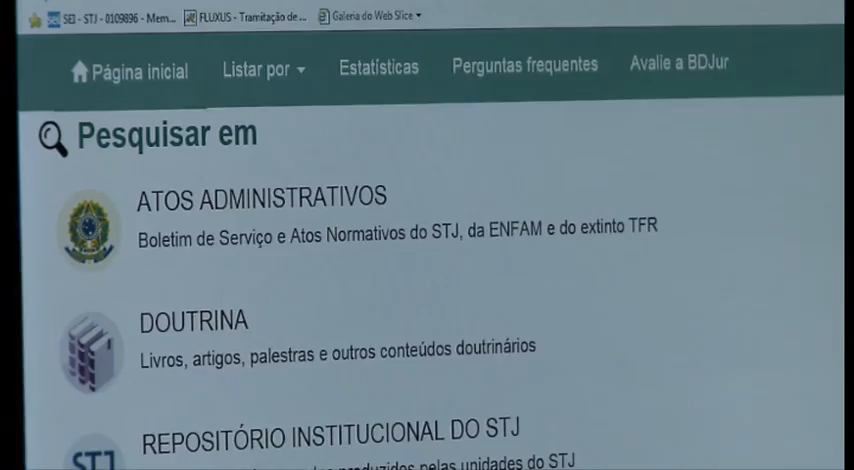 SEI - STJ - 0109896 - Mem... FLUXUS - Tramitação de... Galeria do Web Slice
Página inicial Listar por Estatísticas Perguntas frequentes Avalie a BDJur
Pesquisar em
ATOS ADMINISTRATIVOS
Boletim de Serviço e Atos Normativos do STJ, da ENFAM e do extinto TFR
DOUTRINA
Livros, artigos, palestras e outros conteúdos doutrinários
REPOSITÓRIO INSTITUCIONAL DO STJ
STJ
produzidos pelas unidades do STJ